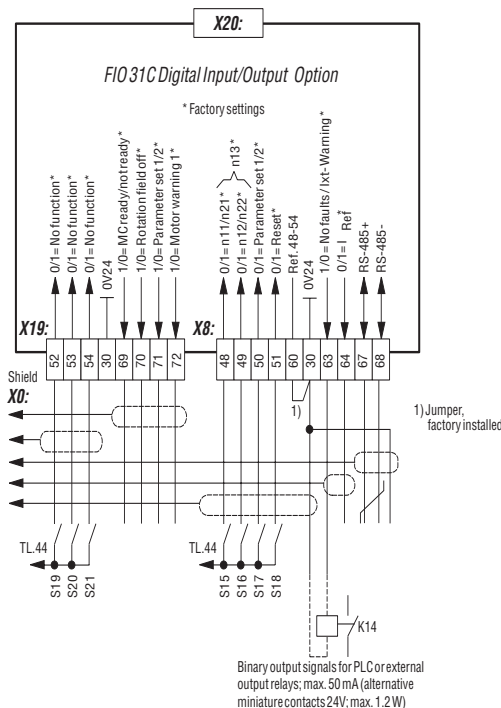 X20:
FIO 31C Digital Input/Output Option
* Factory settings
n13*
0/1= No function*
0/1= No function*
0/1= No function*
0V24
1/0= MC ready/not ready*
1/0= Rotation field off*
1/0= Parameter set 1/2*
1/0= Motor warning 1*
0/1= n11/n21*
0/1= n12/n22*
0/1= Parameter set 1/2*
0/1= Reset*
Ref. 48-54
0V24
1/0= No faults / Ixt- Warning*
0/1= I Ref*
RS-485+
RS-485-
X19:
X8:
52 53 54 30 69 70 71 72
48 49 50 51 60 30 63 64 67 68
Shield
X0:
1)
1) Jumper,
factory installed
TL.44
TL.44
S19
S20
S21
S15
S16
S17
S18
K14
Binary output signals for PLC or external
output relays; max. 50 mA (alternative
miniature contacts 24V; max. 1.2 W)